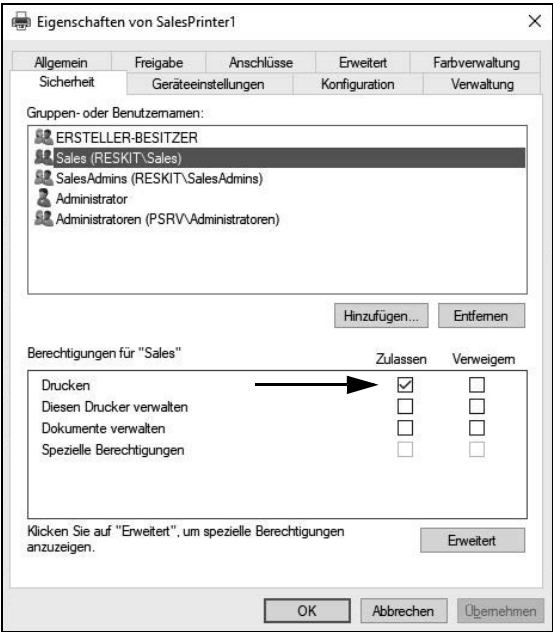 Eigenschaften von SalesPrinter1
Allgemein Freigabe Anschlüsse Erweitert Farbverwaltung
Sicherheit Geräteeinstellungen Konfiguration Verwaltung
Gruppen- oder Benutzernamen:
ERSTELLER-BESITZER
Sales (RESKIT\Sales)
SalesAdmins (RESKIT\SalesAdmins)
Administrator
Administratoren (PSRV\Administratoren)
Hinzufügen... Entfernen
Berechtigungen für "Sales" Zulassen Verweigern
Drucken
Diesen Drucker verwalten
Dokumente verwalten
Spezielle Berechtigungen
Klicken Sie auf "Erweitert", um spezielle Berechtigungen
anzuzeigen.
Erweitert
OK Abbrechen Übernehmen